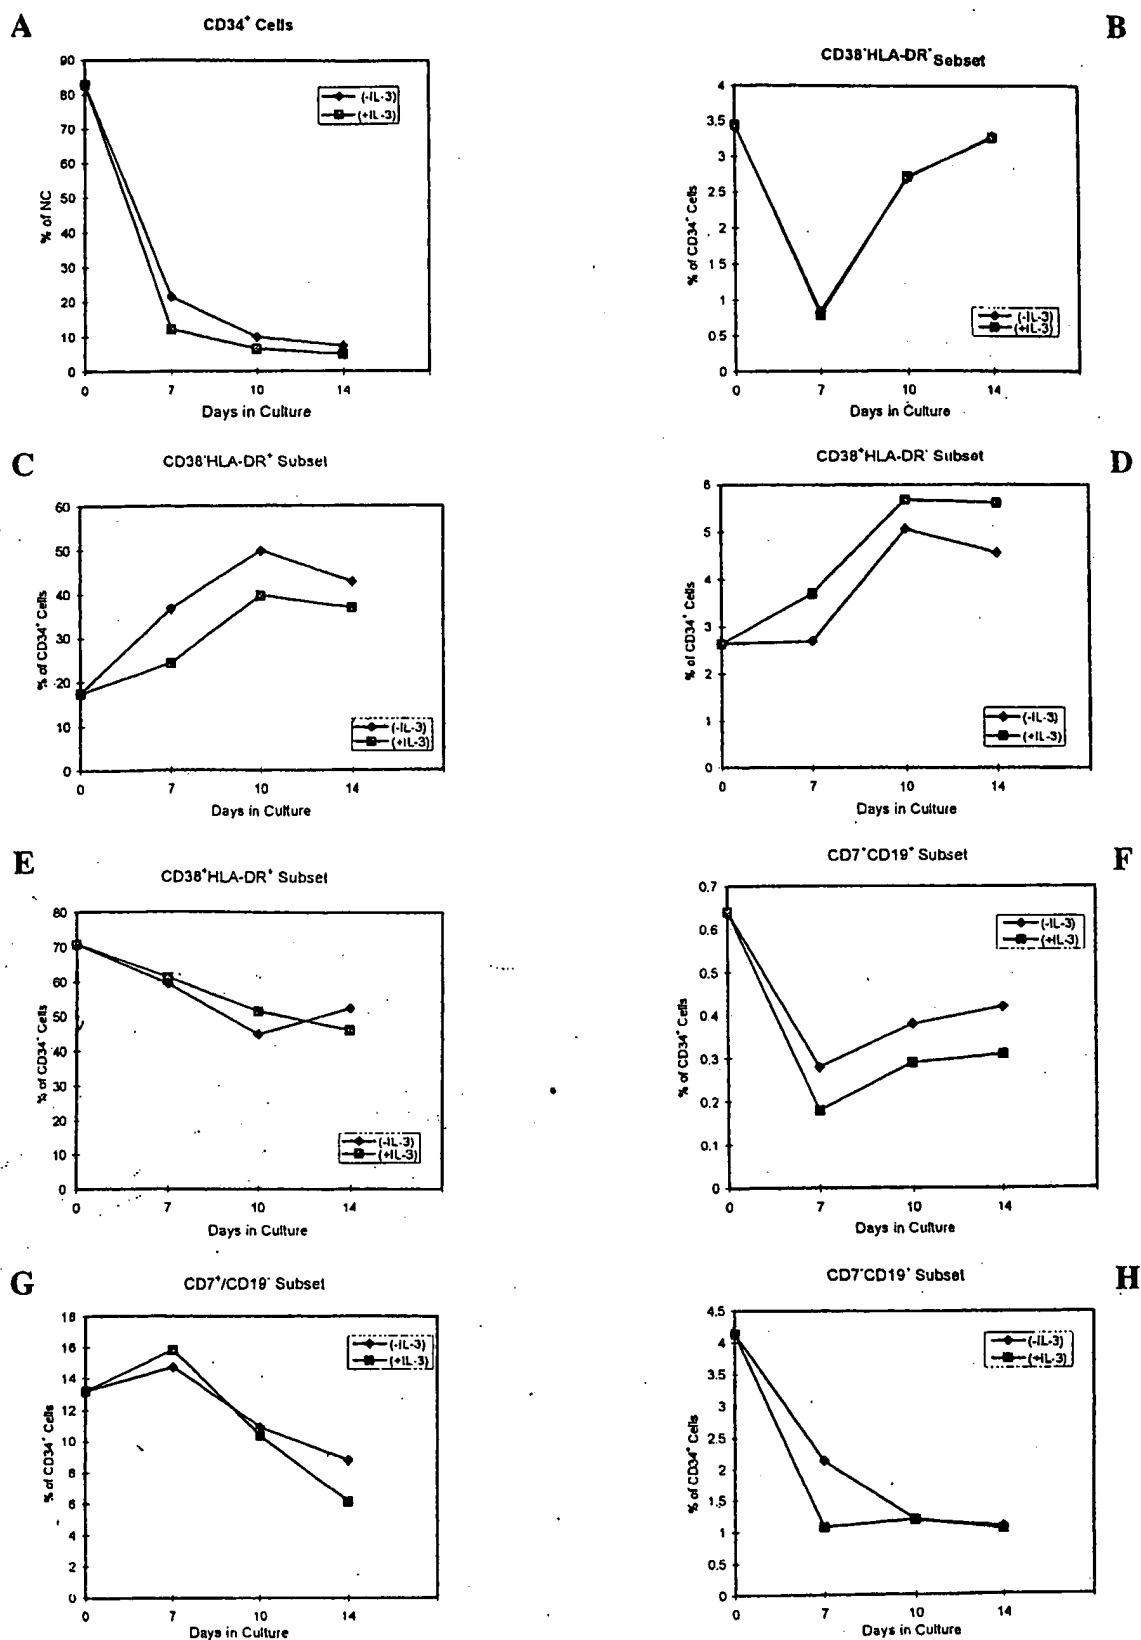 A
CD34⁺ Cells
90
80
70
60
50
40
30
20
10
0
% of NC
(-IL-3)
(+IL-3)
0 7 10 14
Days in Culture
B
CD38⁻HLA-DR⁻ Sebset
4
3.5
3
2.5
2
1.5
1
0.5
0
% of CD34⁺ Cells
(-IL-3)
(+IL-3)
0 7 10 14
Days in Culture
C
CD38⁻HLA-DR⁺ Subset
60
50
40
30
20
10
0
% of CD34⁺ Cells
(-IL-3)
(+IL-3)
0 7 10 14
Days in Culture
D
CD38⁺HLA-DR⁻ Subset
6
5
4
3
2
1
0
% of CD34⁺ Cells
(-IL-3)
(+IL-3)
0 7 10 14
Days in Culture
E
CD38⁺HLA-DR⁺ Subset
80
70
60
50
40
30
20
10
0
% of CD34⁺ Cells
(-IL-3)
(+IL-3)
0 7 10 14
Days in Culture
F
CD7⁺CD19⁺ Subset
0.7
0.6
0.5
0.4
0.3
0.2
0.1
0
% of CD34⁺ Cells
(-IL-3)
(+IL-3)
0 7 10 14
Days in Culture
G
CD7⁺/CD19⁻ Subset
18
16
14
12
10
8
6
4
2
0
% of CD34⁺ Cells
(-IL-3)
(+IL-3)
0 7 10 14
Days in Culture
H
CD7⁻CD19⁺ Subset
4.5
4
3.5
3
2.5
2
1.5
1
0.5
0
% of CD34⁺ Cells
(-IL-3)
(+IL-3)
0 7 10 14
Days in Culture